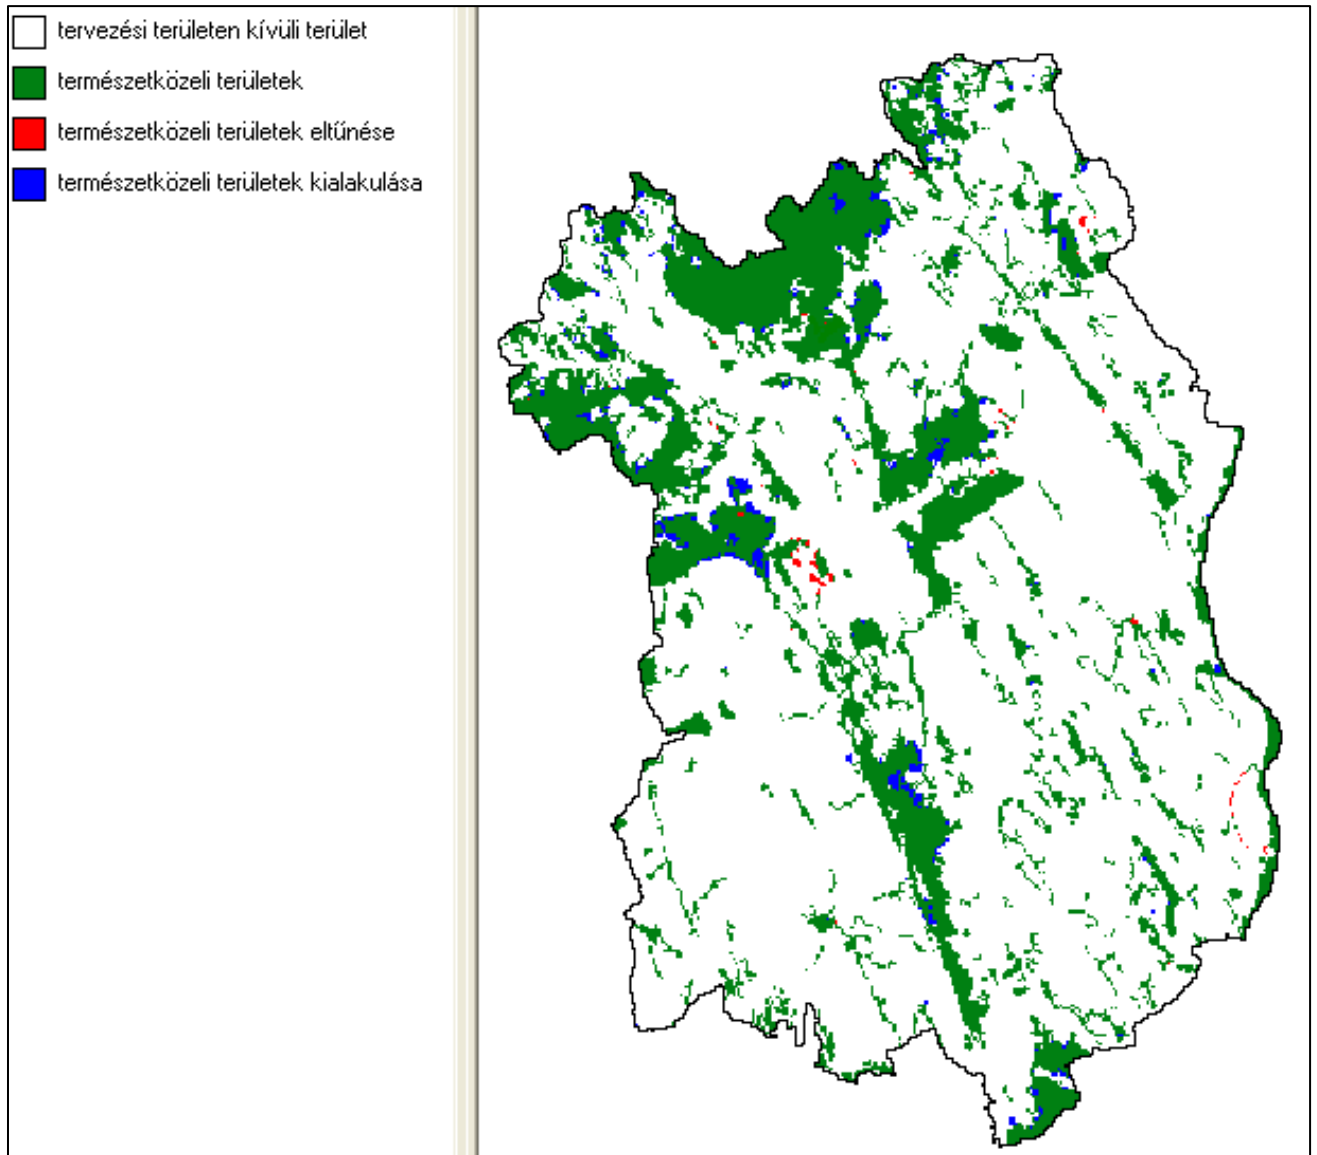 tervezési területen kívüli terület
természetközeli területek
természetközeli területek eltűnése
természetközeli területek kialakulása